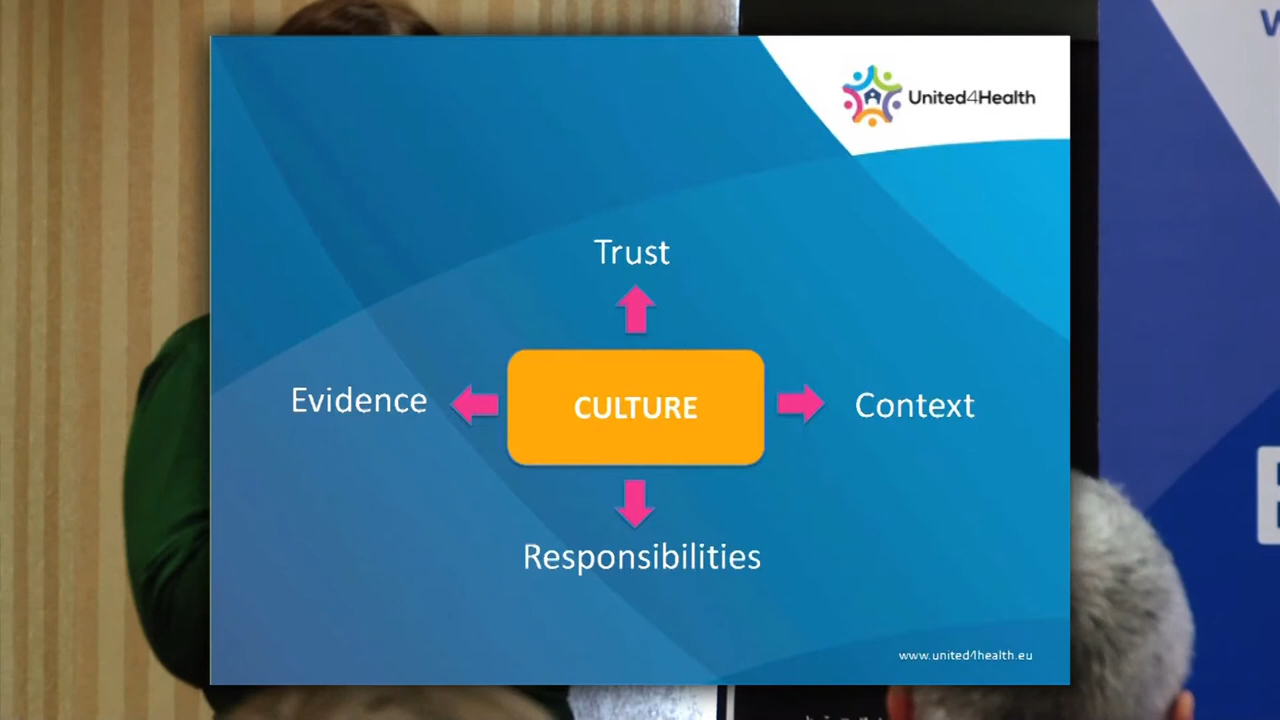 United4Health
Trust
Evidence
CULTURE
Context
Responsibilities
www.united4health.eu